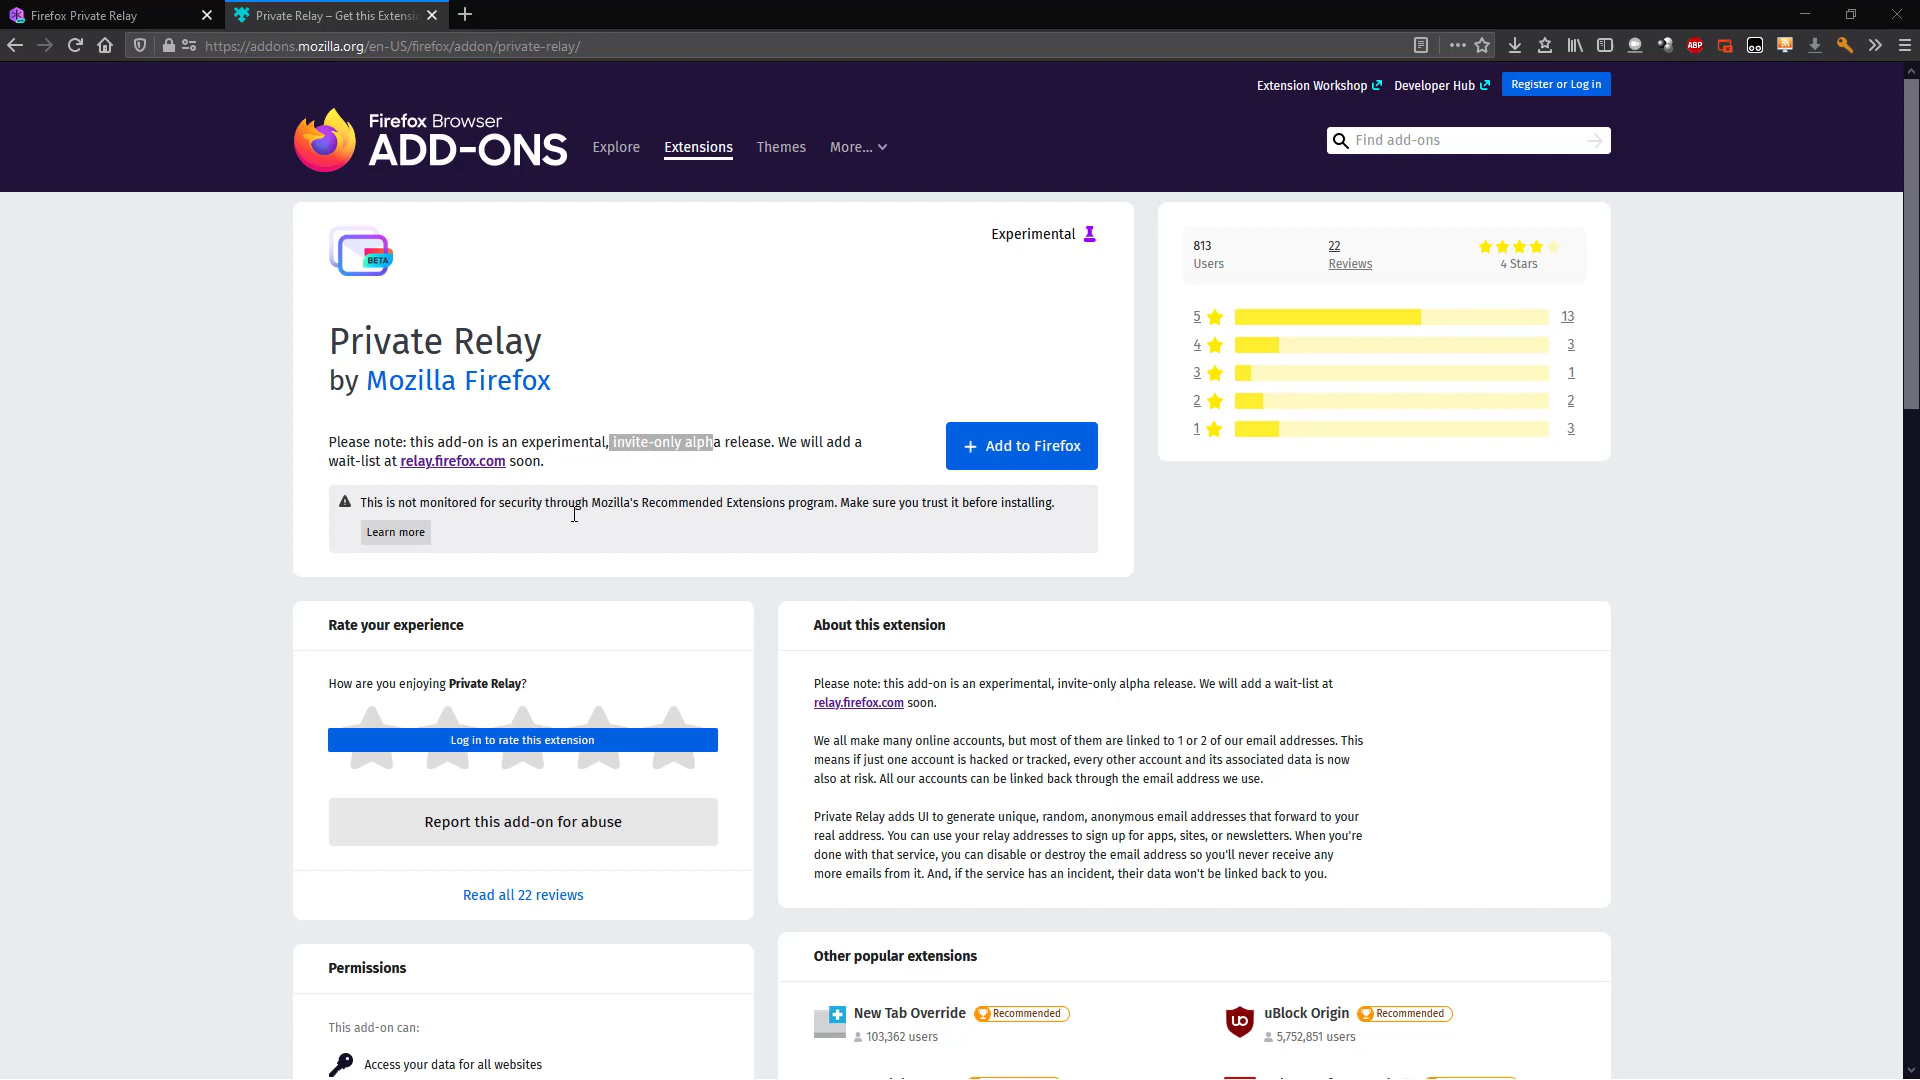 Firefox Private Relay
Private Relay – Get this Extensi
https://addons.mozilla.org/en-US/firefox/addon/private-relay/
ABP
Extension Workshop
Developer Hub
Register or Log in
Firefox Browser
ADD-ONS
Explore
Extensions
Themes
More...
Find add-ons
BETA
Experimental
Private Relay
by Mozilla Firefox
Please note: this add-on is an experimental, invite-only alpha release. We will add a
wait-list at relay.firefox.com soon.
+ Add to Firefox
This is not monitored for security through Mozilla's Recommended Extensions program. Make sure you trust it before installing.
Learn more
813
Users
22
Reviews
4 Stars
5 13
4 3
3 1
2 2
1 3
Rate your experience
How are you enjoying Private Relay?
Log in to rate this extension
Report this add-on for abuse
Read all 22 reviews
Permissions
This add-on can:
Access your data for all websites
About this extension
Please note: this add-on is an experimental, invite-only alpha release. We will add a wait-list at
relay.firefox.com soon.
We all make many online accounts, but most of them are linked to 1 or 2 of our email addresses. This
means if just one account is hacked or tracked, every other account and its associated data is now
also at risk. All our accounts can be linked back through the email address we use.
Private Relay adds UI to generate unique, random, anonymous email addresses that forward to your
real address. You can use your relay addresses to sign up for apps, sites, or newsletters. When you're
done with that service, you can disable or destroy the email address so you'll never receive any
more emails from it. And, if the service has an incident, their data won't be linked back to you.
Other popular extensions
New Tab Override
Recommended
103,362 users
uBlock Origin
Recommended
5,752,851 users